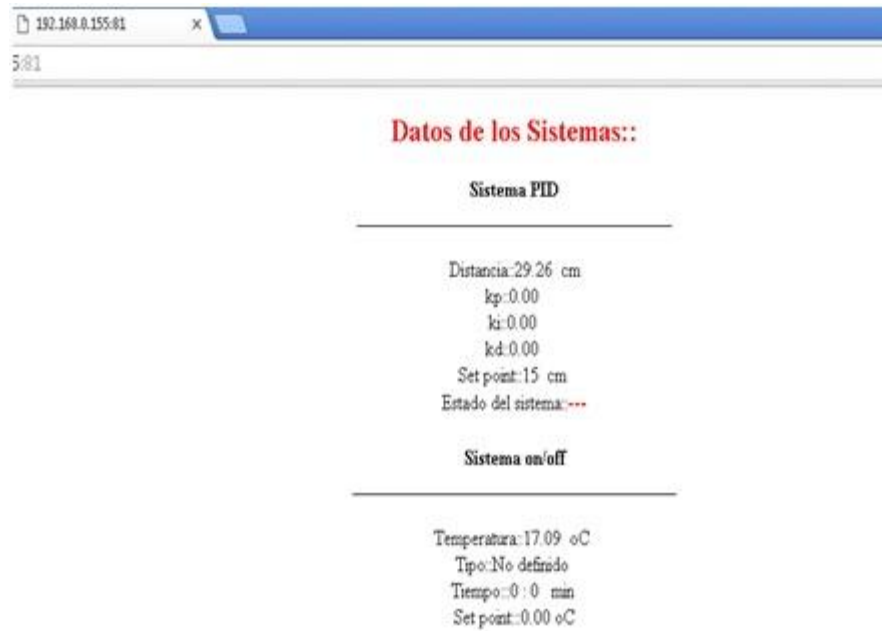 192.168.0.155:81
5:81
Datos de los Sistemas::
Sistema PID
Distancia::29.26 cm
kp::0.00
ki::0.00
kd::0.00
Set point::15 cm
Estado del sistema::---
Sistema on/off
Temperatura::17.09 oC
Tipo::No definido
Tiempo::0 : 0 min
Set point::0.00 oC